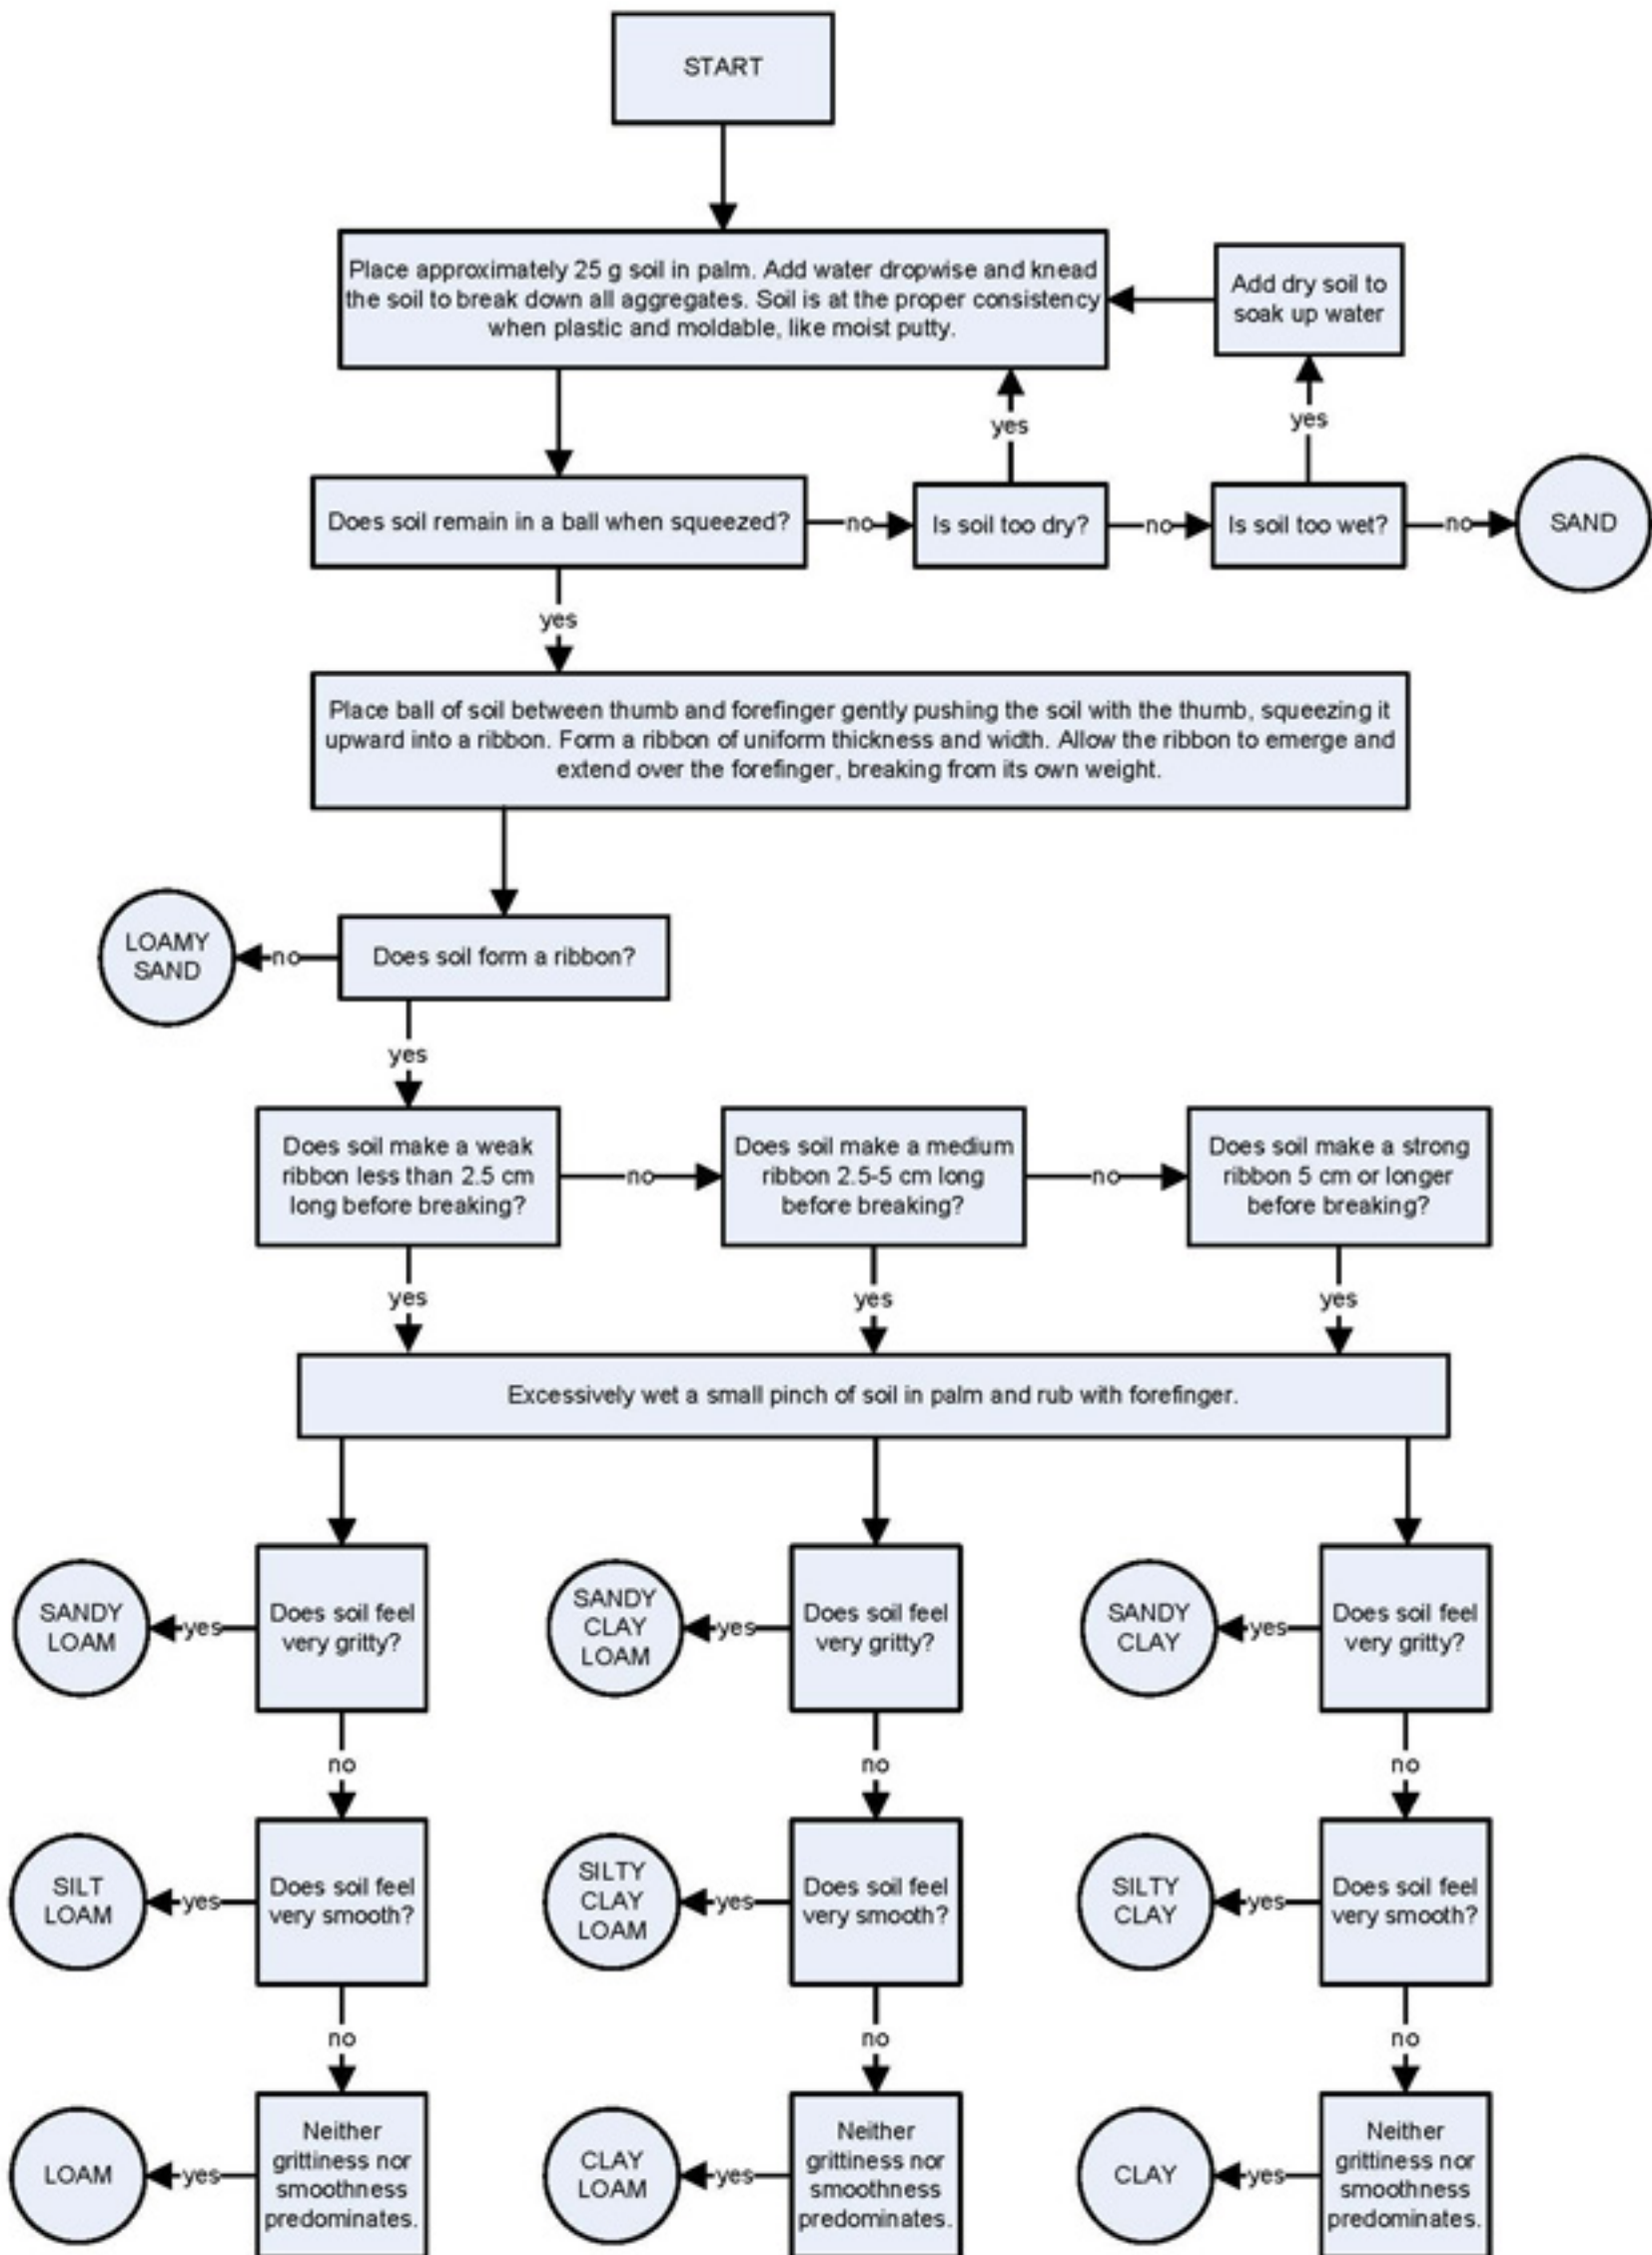 START
Place approximately 25 g soil in palm. Add water dropwise and knead
the soil to break down all aggregates. Soil is at the proper consistency
when plastic and moldable, like moist putty.
Add dry soil to
soak up water
yes
yes
Does soil remain in a ball when squeezed?
no
Is soil too dry?
no
Is soil too wet?
no
SAND
yes
Place ball of soil between thumb and forefinger gently pushing the soil with the thumb, squeezing it
upward into a ribbon. Form a ribbon of uniform thickness and width. Allow the ribbon to emerge and
extend over the forefinger, breaking from its own weight.
LOAMY
SAND
no
Does soil form a ribbon?
yes
Does soil make a weak
ribbon less than 2.5 cm
long before breaking?
no
Does soil make a medium
ribbon 2.5-5 cm long
before breaking?
no
Does soil make a strong
ribbon 5 cm or longer
before breaking?
yes
yes
yes
Excessively wet a small pinch of soil in palm and rub with forefinger.
SANDY
LOAM
yes
Does soil feel
very gritty?
SANDY
CLAY
LOAM
yes
Does soil feel
very gritty?
SANDY
CLAY
yes
Does soil feel
very gritty?
no
no
no
SILT
LOAM
yes
Does soil feel
very smooth?
SILTY
CLAY
LOAM
yes
Does soil feel
very smooth?
SILTY
CLAY
yes
Does soil feel
very smooth?
no
no
no
LOAM
yes
Neither
grittiness nor
smoothness
predominates.
CLAY
LOAM
yes
Neither
grittiness nor
smoothness
predominates.
CLAY
yes
Neither
grittiness nor
smoothness
predominates.